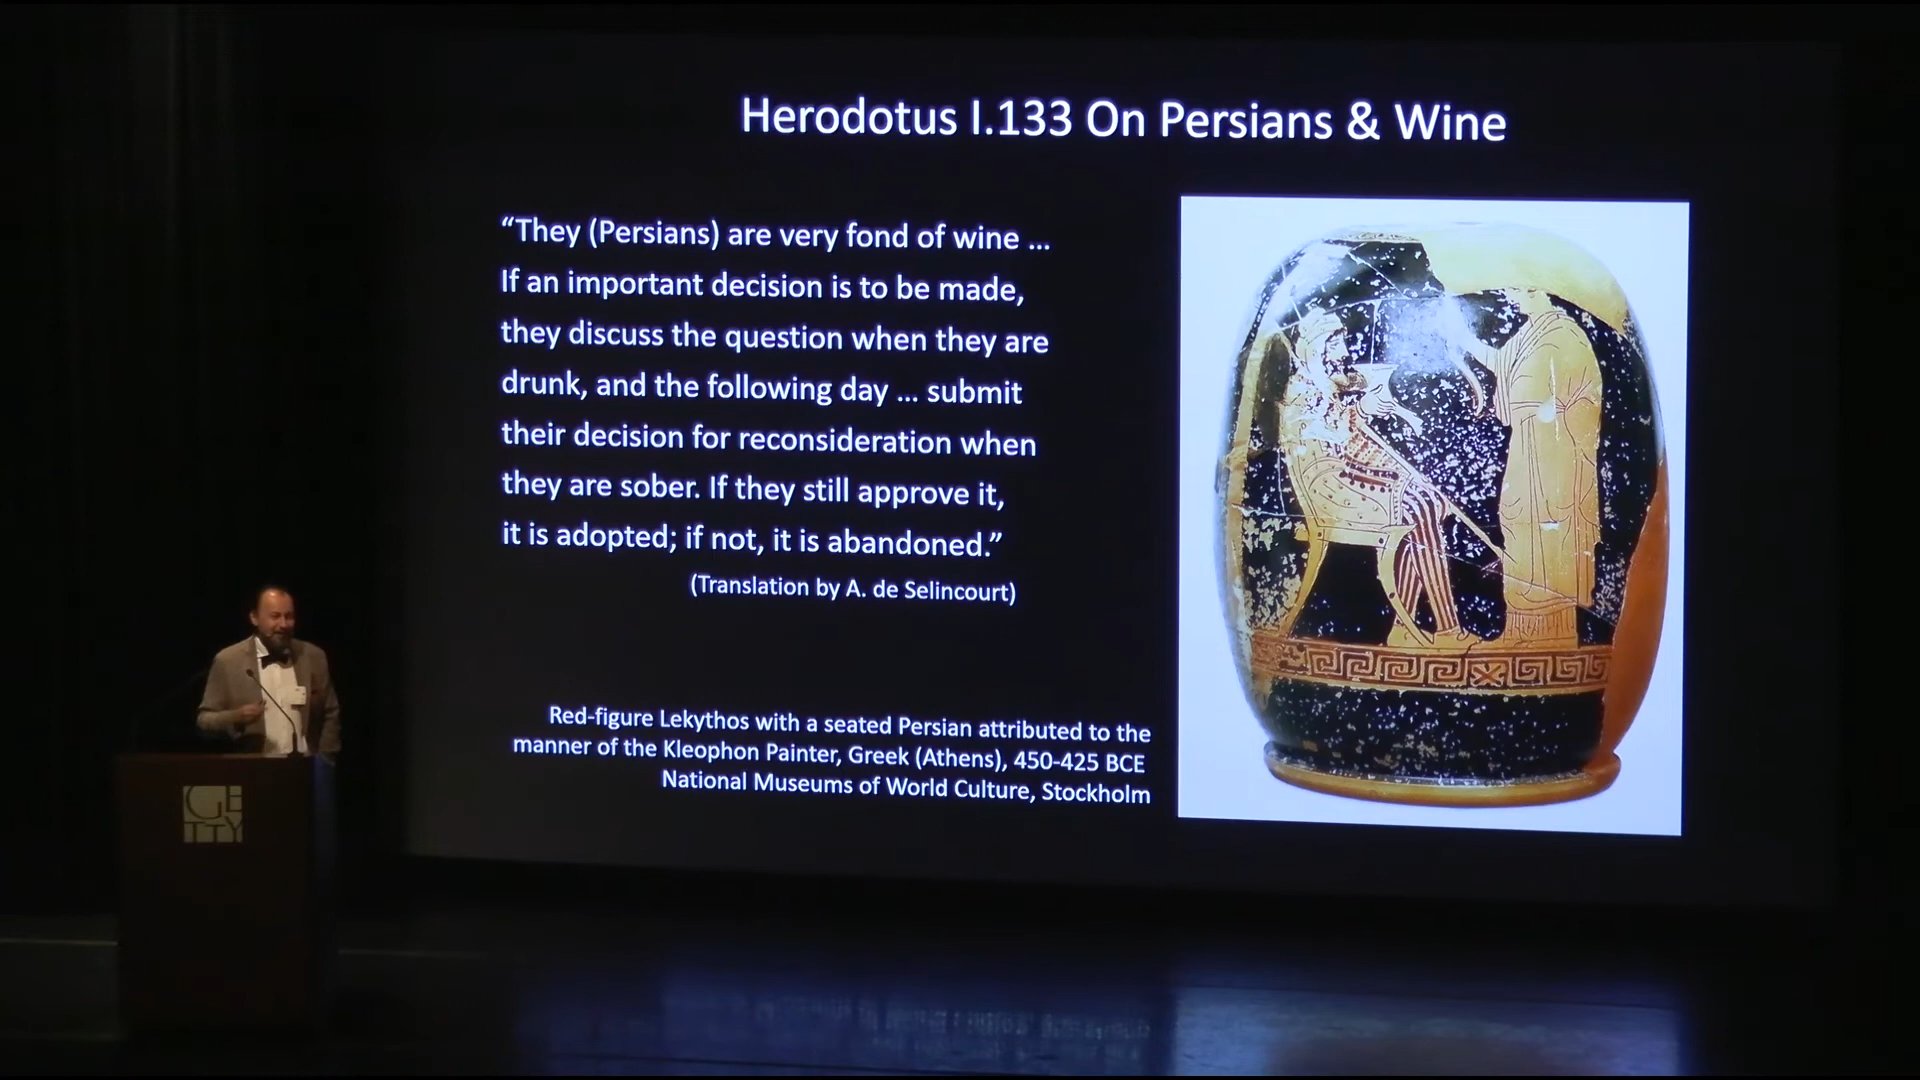 Herodotus I.133 On Persians & Wine
“They (Persians) are very fond of wine ...
If an important decision is to be made,
they discuss the question when they are
drunk, and the following day ... submit
their decision for reconsideration when
they are sober. If they still approve it,
it is adopted; if not, it is abandoned.”
(Translation by A. de Selincourt)
Red-figure Lekythos with a seated Persian attributed to the
manner of the Kleophon Painter, Greek (Athens), 450-425 BCE
National Museums of World Culture, Stockholm
GE
TTY